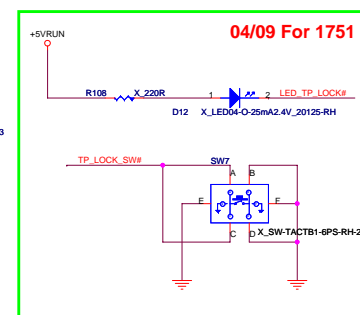 04/09 For 1751
+5VRUN
R108 X_220R
1 2 LED_TP_LOCK#
D12 X_LED04-O-25mA2.4V_20125-RH
3
TP_LOCK_SW# SW7
A B
E F
C D X_SW-TACTB1-6PS-RH-2